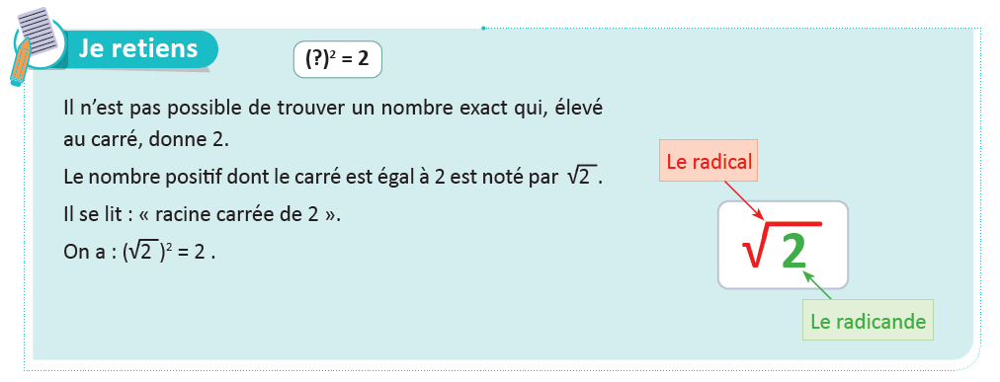 Je retiens
(?)² = 2
Il n’est pas possible de trouver un nombre exact qui, élevé
au carré, donne 2.
Le nombre positif dont le carré est égal à 2 est noté par √2 .
Il se lit : « racine carrée de 2 ».
On a : (√2 )² = 2 .
Le radical
√2
Le radicande